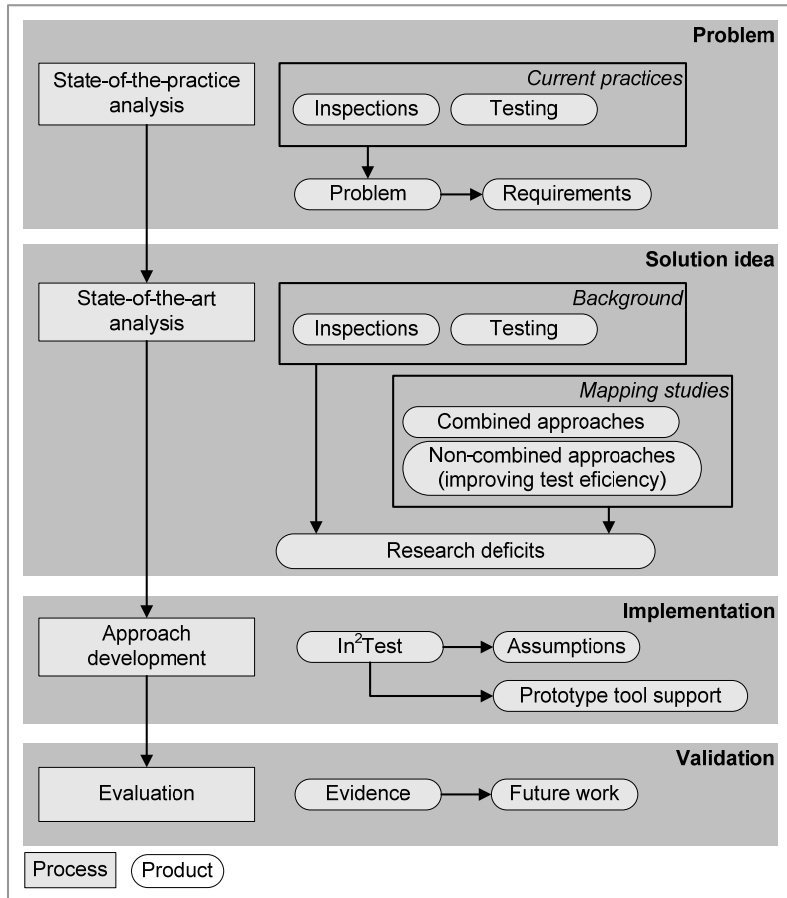 Problem
State-of-the-practice
analysis
Current practices
Inspections
Testing
Problem
Requirements
Solution idea
State-of-the-art
analysis
Background
Inspections
Testing
Mapping studies
Combined approaches
Non-combined approaches
(improving test eficiency)
Research deficits
Implementation
Approach
development
In²Test
Assumptions
Prototype tool support
Validation
Evaluation
Evidence
Future work
Process
Product